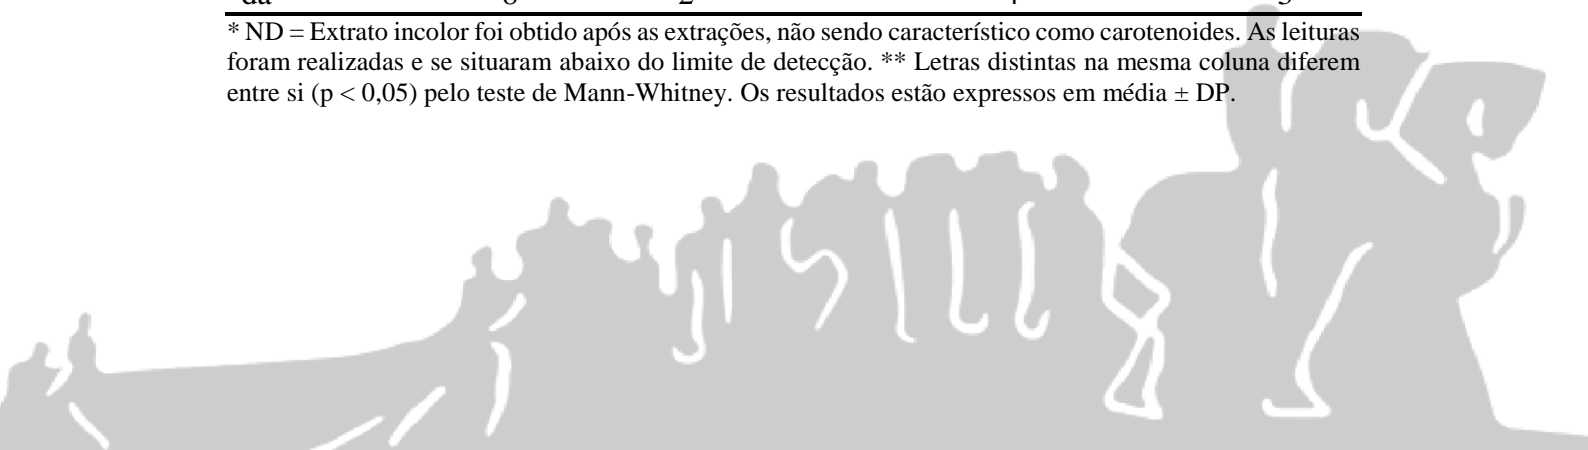 * ND = Extrato incolor foi obtido após as extrações, não sendo característico como carotenoides. As leituras
foram realizadas e se situaram abaixo do limite de detecção. ** Letras distintas na mesma coluna diferem
entre si (p < 0,05) pelo teste de Mann-Whitney. Os resultados estão expressos em média ± DP.